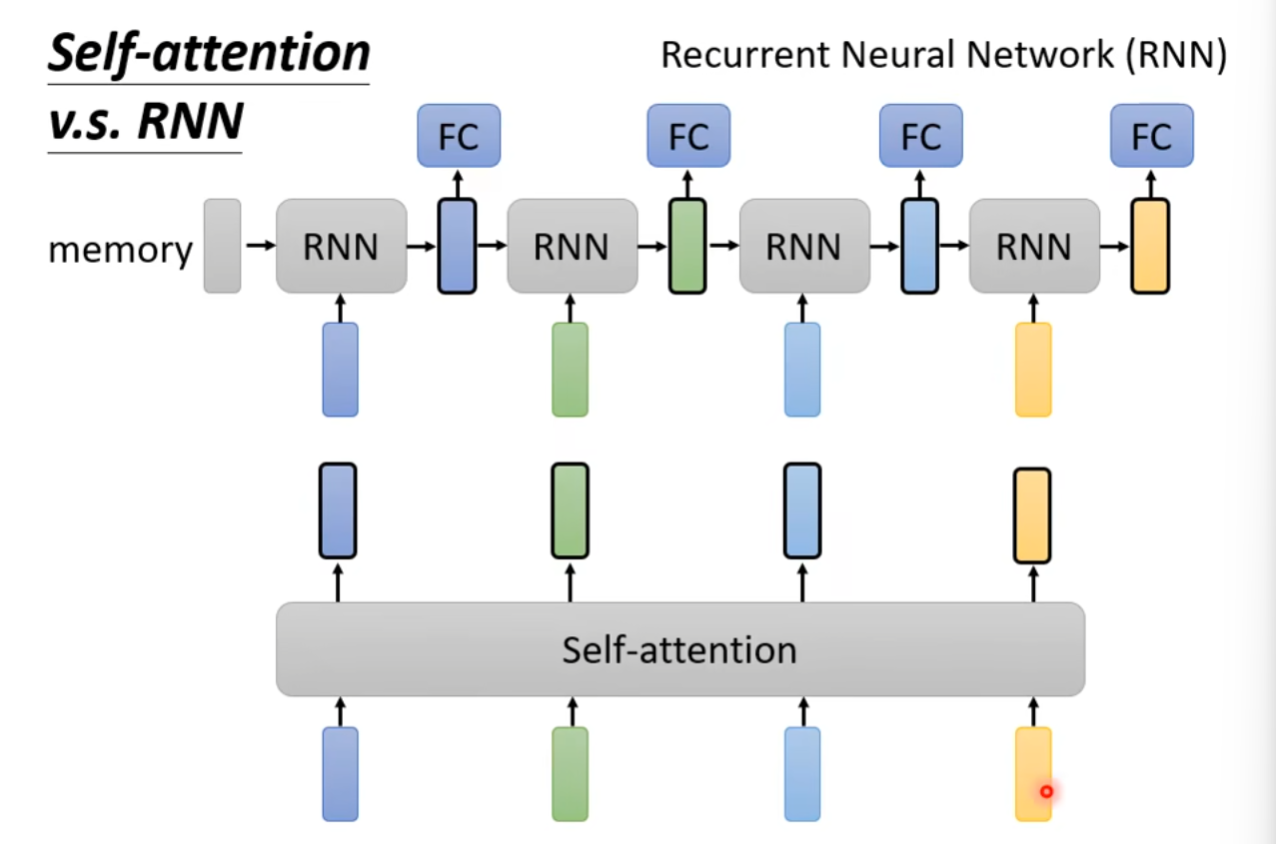 Self-attention
v.s. RNN
Recurrent Neural Network (RNN)
FC
FC
FC
FC
memory
RNN
RNN
RNN
RNN
Self-attention